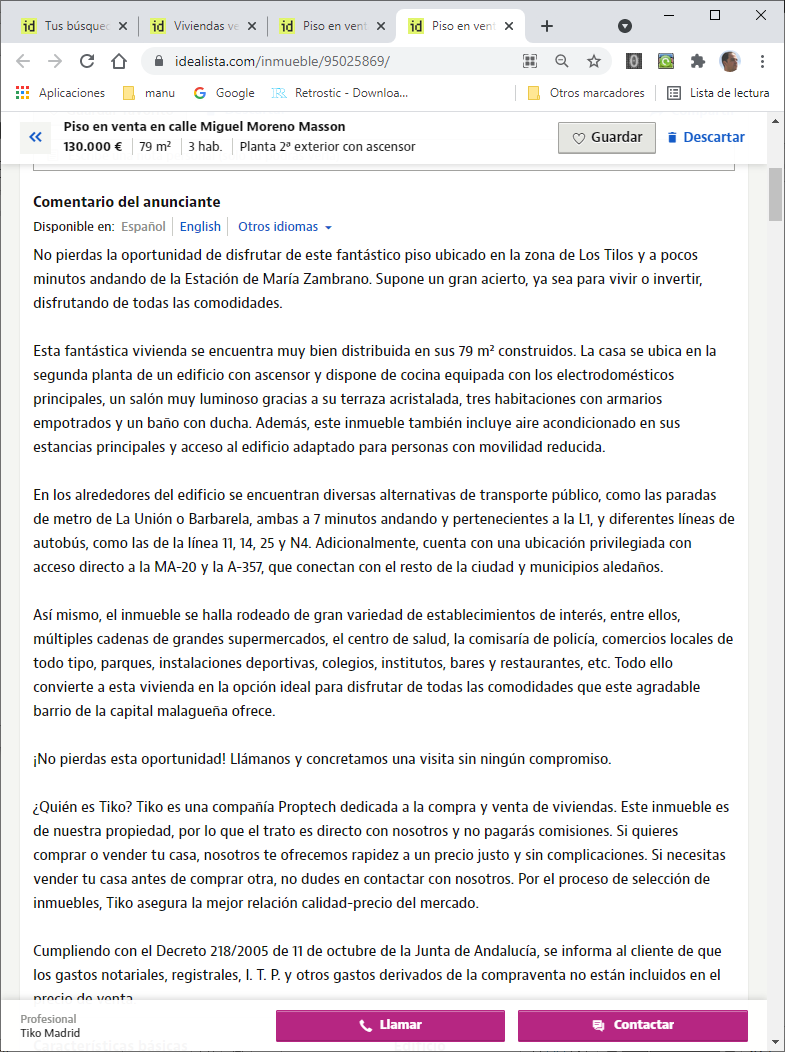 id Tus búsquec
id Viviendas ve
id Piso en vent
id Piso en vent
idealista.com/inmueble/95025869/
Aplicaciones
manu
Google
Retrostic - Downloa...
Otros marcadores
Lista de lectura
Piso en venta en calle Miguel Moreno Masson
130.000 € 79 m² 3 hab. Planta 2ª exterior con ascensor
Guardar
Descartar
Comentario del anunciante
Disponible en: Español English Otros idiomas
No pierdas la oportunidad de disfrutar de este fantástico piso ubicado en la zona de Los Tilos y a pocos
minutos andando de la Estación de María Zambrano. Supone un gran acierto, ya sea para vivir o invertir,
disfrutando de todas las comodidades.
Esta fantástica vivienda se encuentra muy bien distribuida en sus 79 m² construidos. La casa se ubica en la
segunda planta de un edificio con ascensor y dispone de cocina equipada con los electrodomésticos
principales, un salón muy luminoso gracias a su terraza acristalada, tres habitaciones con armarios
empotrados y un baño con ducha. Además, este inmueble también incluye aire acondicionado en sus
estancias principales y acceso al edificio adaptado para personas con movilidad reducida.
En los alrededores del edificio se encuentran diversas alternativas de transporte público, como las paradas
de metro de La Unión o Barbarela, ambas a 7 minutos andando y pertenecientes a la L1, y diferentes líneas de
autobús, como las de la línea 11, 14, 25 y N4. Adicionalmente, cuenta con una ubicación privilegiada con
acceso directo a la MA-20 y la A-357, que conectan con el resto de la ciudad y municipios aledaños.
Así mismo, el inmueble se halla rodeado de gran variedad de establecimientos de interés, entre ellos,
múltiples cadenas de grandes supermercados, el centro de salud, la comisaría de policía, comercios locales de
todo tipo, parques, instalaciones deportivas, colegios, institutos, bares y restaurantes, etc. Todo ello
convierte a esta vivienda en la opción ideal para disfrutar de todas las comodidades que este agradable
barrio de la capital malagueña ofrece.
¡No pierdas esta oportunidad! Llámanos y concretamos una visita sin ningún compromiso.
¿Quién es Tiko? Tiko es una compañía Proptech dedicada a la compra y venta de viviendas. Este inmueble es
de nuestra propiedad, por lo que el trato es directo con nosotros y no pagarás comisiones. Si quieres
comprar o vender tu casa, nosotros te ofrecemos rapidez a un precio justo y sin complicaciones. Si necesitas
vender tu casa antes de comprar otra, no dudes en contactar con nosotros. Por el proceso de selección de
inmuebles, Tiko asegura la mejor relación calidad-precio del mercado.
Cumpliendo con el Decreto 218/2005 de 11 de octubre de la Junta de Andalucía, se informa al cliente de que
los gastos notariales, registrales, I. T. P. y otros gastos derivados de la compraventa no están incluidos en el
precio de venta
Profesional
Tiko Madrid
Llamar
Contactar
Características básicas
Edificio